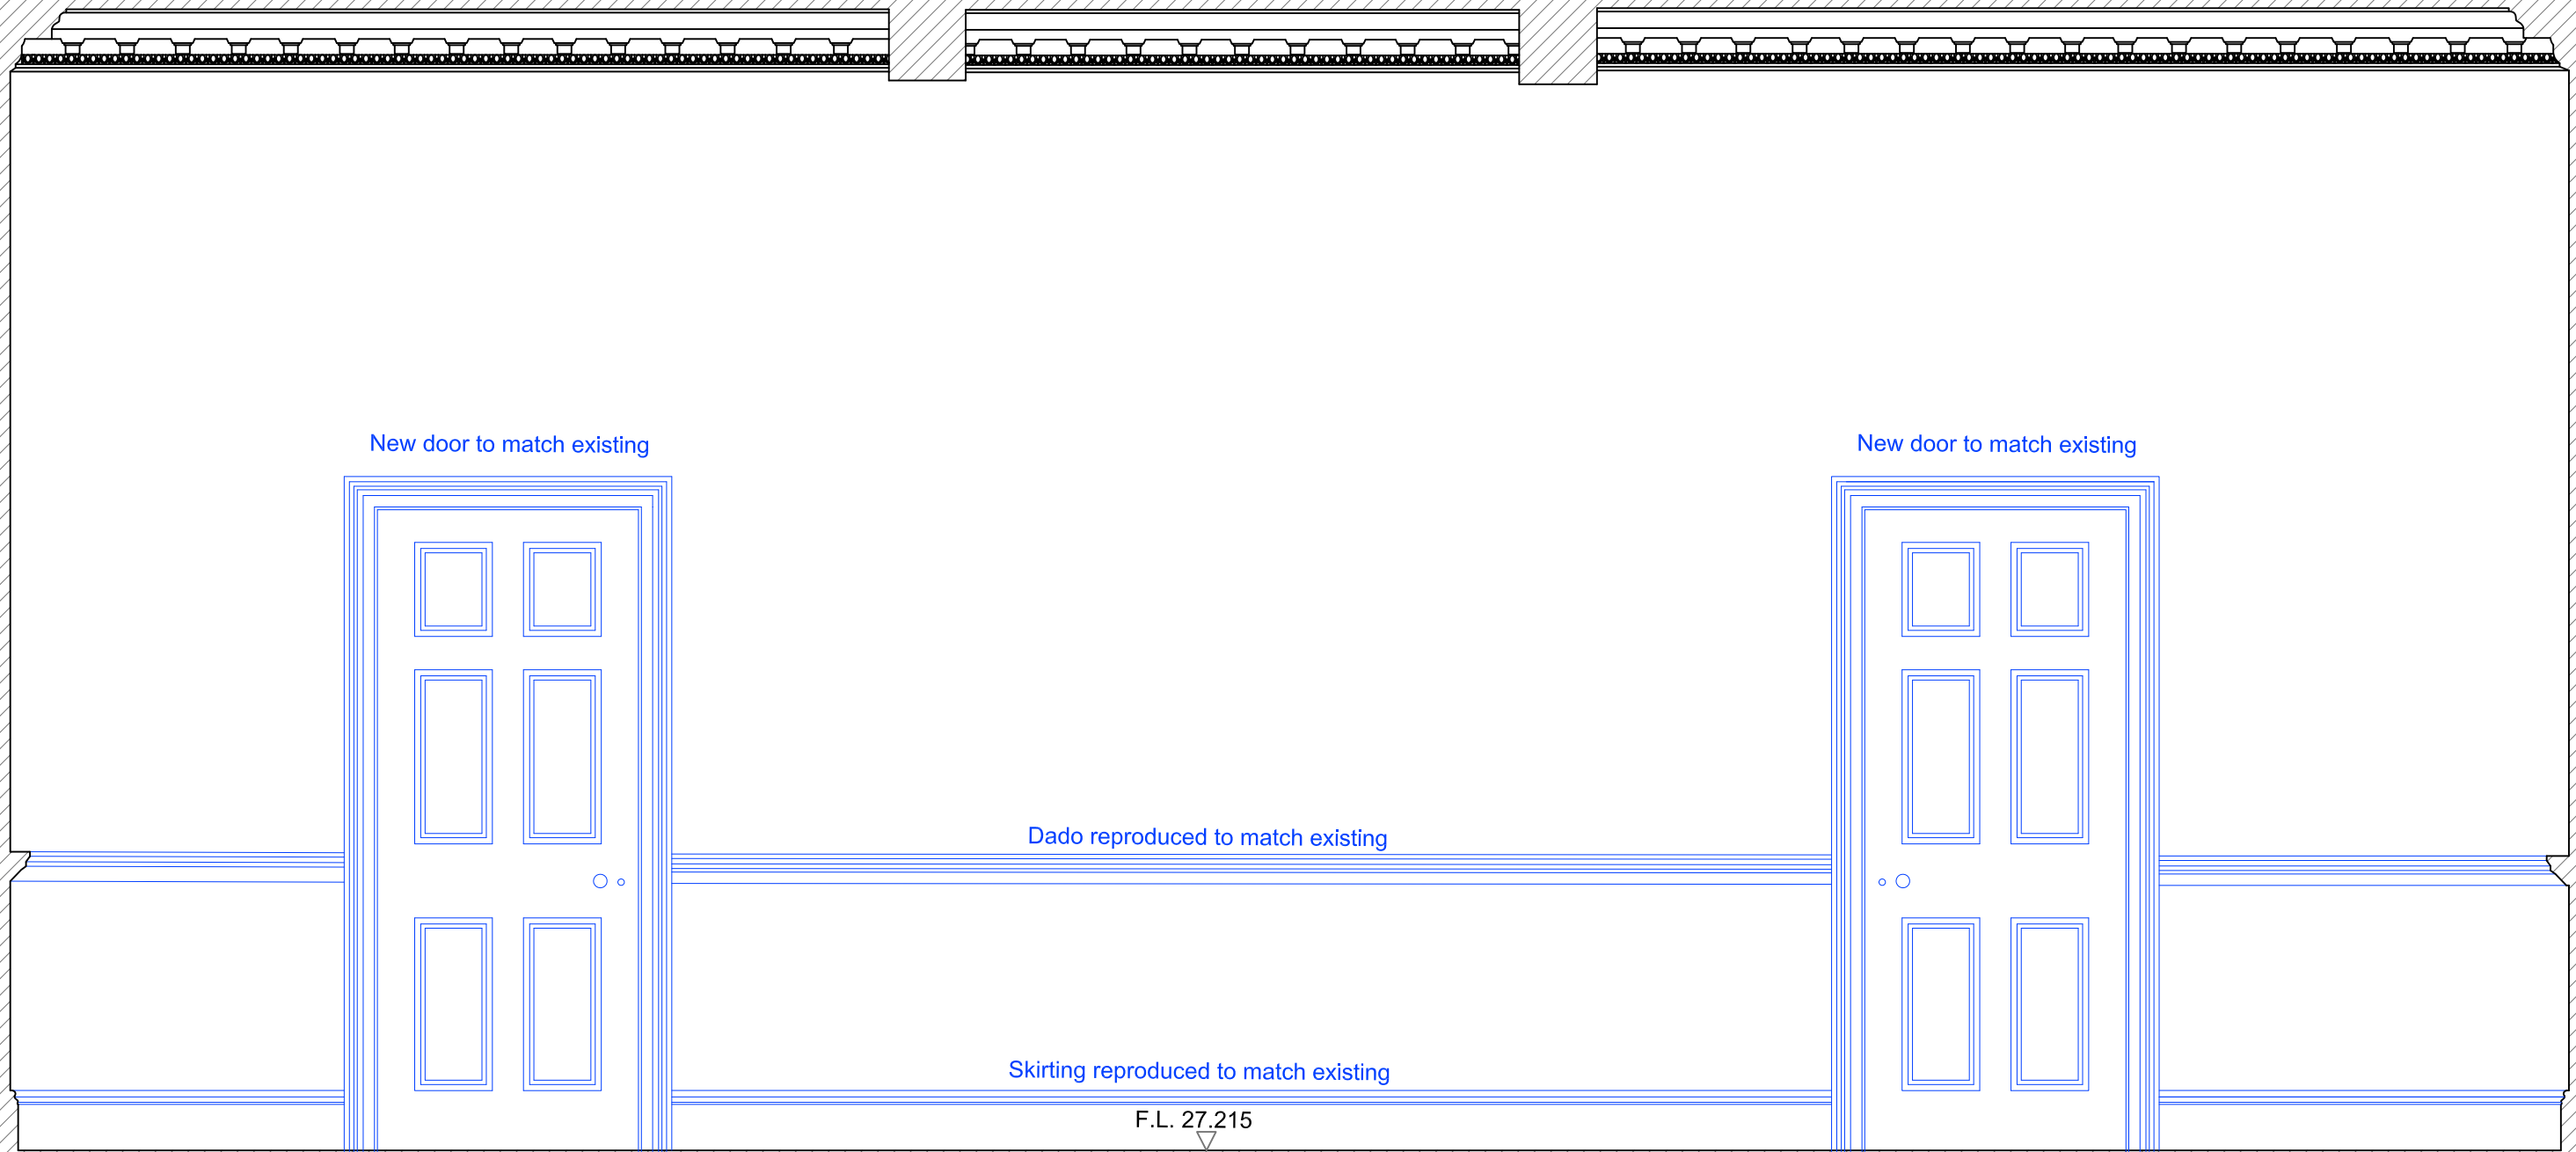 New door to match existing
New door to match existing
Dado reproduced to match existing
Skirting reproduced to match existing
F.L. 27.215